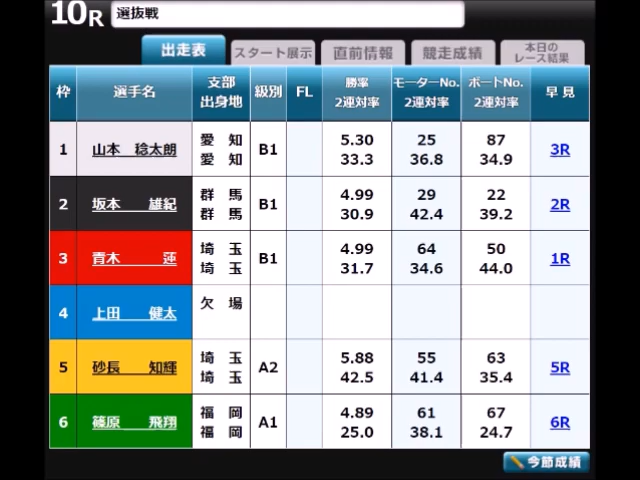 10R 選抜戦
出走表 スタート展示 直前情報 競走成績 本日のレース結果
枠 選手名 支部 出身地 級別 FL 勝率 2連対率 モーターNo. 2連対率 ボートNo. 2連対率 早見
1 山本 稔太朗 愛知 B1 5.30 25 87 3R
愛知 33.3 36.8 34.9
2 坂本 雄紀 群馬 B1 4.99 29 22 2R
群馬 30.9 42.4 39.2
3 青木 蓮 埼玉 B1 4.99 64 50 1R
埼玉 31.7 34.6 44.0
4 上田 健太 欠場
5 砂長 知輝 埼玉 A2 5.88 55 63 5R
埼玉 42.5 41.4 35.4
6 篠原 飛翔 福岡 A1 4.89 61 67 6R
福岡 25.0 38.1 24.7
今節成績